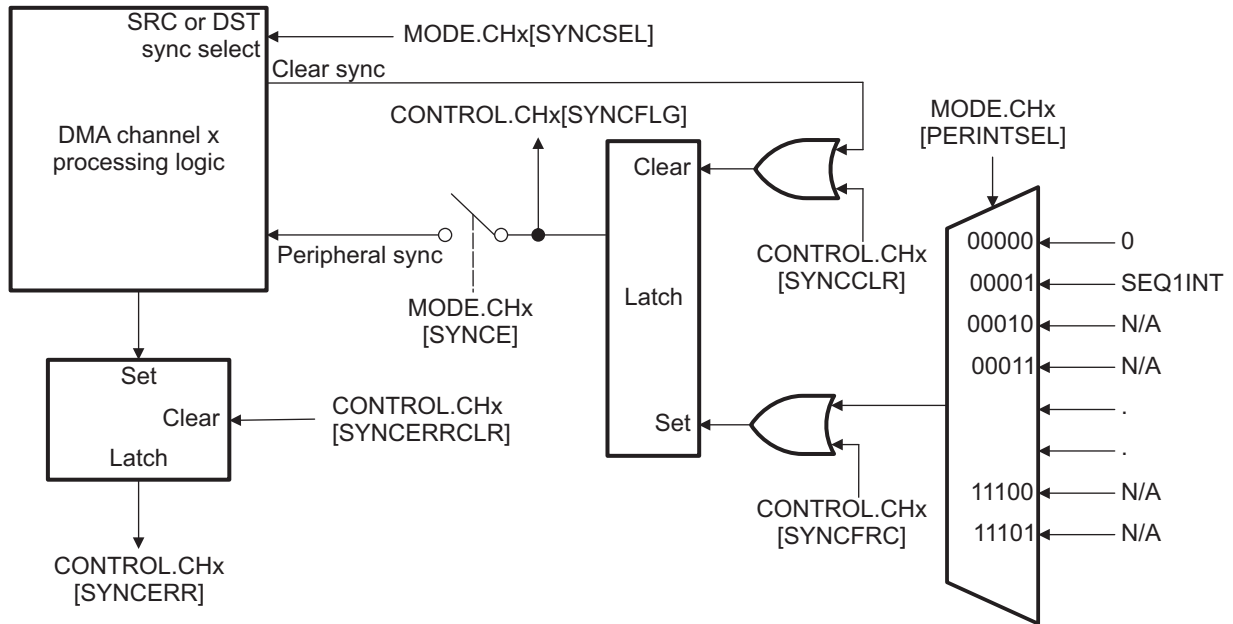 SRC or DST
sync select
MODE.CHx[SYNCSEL]
Clear sync
DMA channel x
processing logic
CONTROL.CHx[SYNCFLG]
MODE.CHx
[PERINTSEL]
Clear
Peripheral sync
MODE.CHx
[SYNCE]
Latch
CONTROL.CHx
[SYNCCLR]
00000
0
00001
SEQ1INT
00010
N/A
00011
N/A
.
.
11100
N/A
11101
N/A
Set
CONTROL.CHx
[SYNCFRC]
Set
Clear
Latch
CONTROL.CHx
[SYNCERRCLR]
CONTROL.CHx
[SYNCERR]